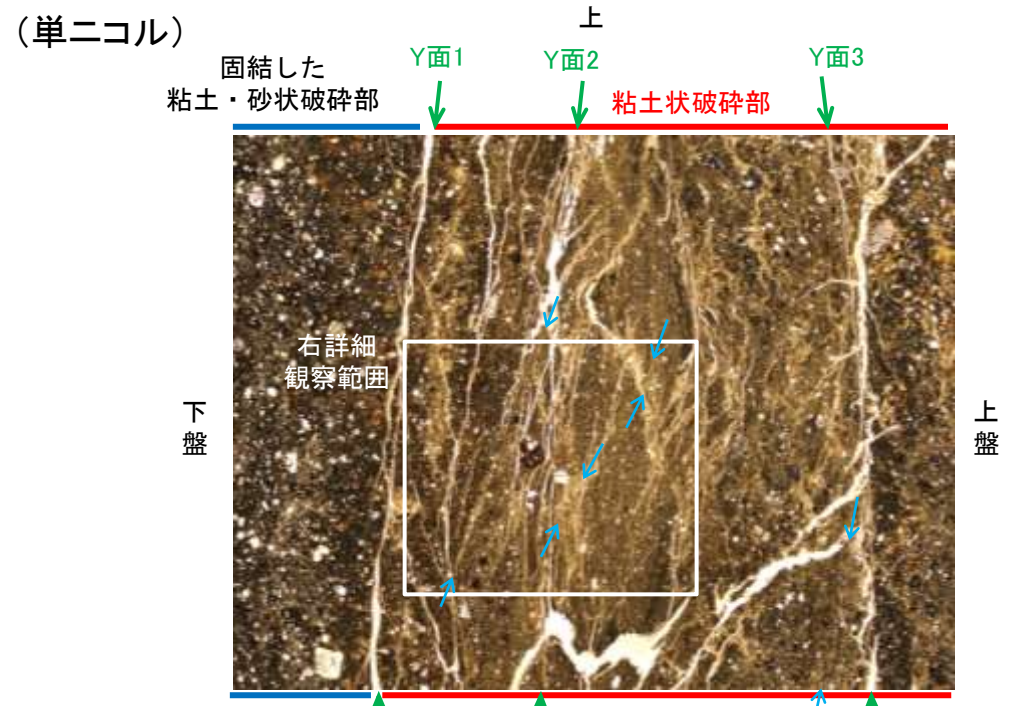 (単ニコル)
上
固結した
粘土・砂状破砕部
Y面1
Y面2
粘土状破砕部
Y面3
右詳細
観察範囲
下
盤
上
盤